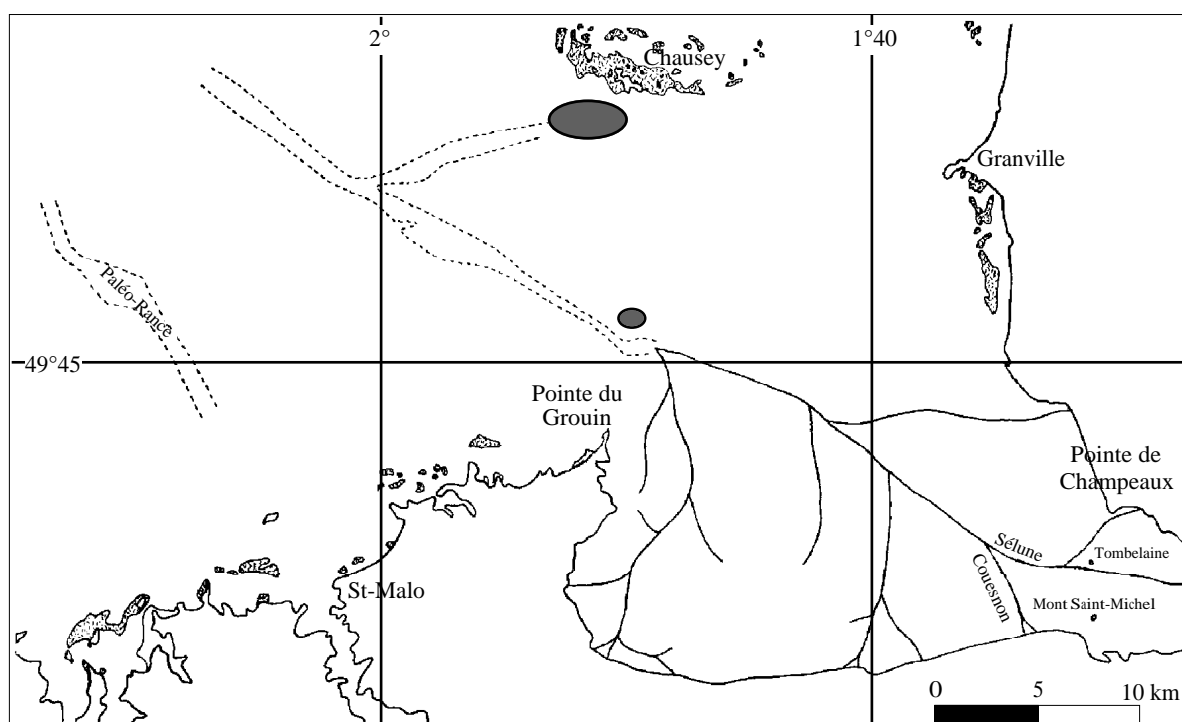 2°
1°40
Chausey
Granville
Paléo-Rance
49°45
Pointe du
Grouin
Pointe de
Champeaux
Sélune
Tombelaine
Couesnon
St-Malo
Mont Saint-Michel
0 5 10 km